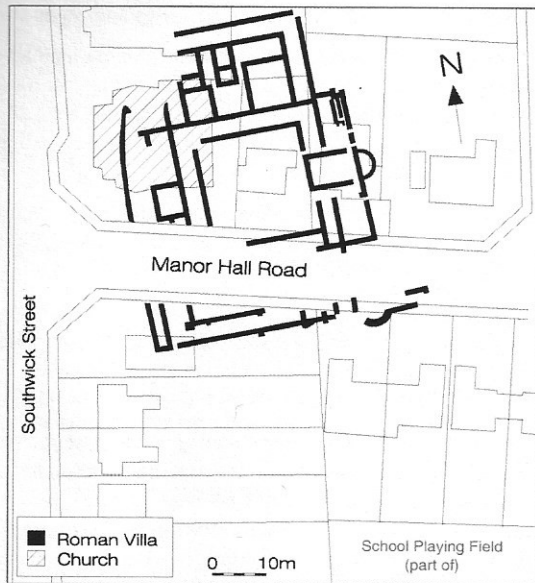 N
Manor Hall Road
Southwick Street
Roman Villa
Church
0 10m
School Playing Field
(part of)